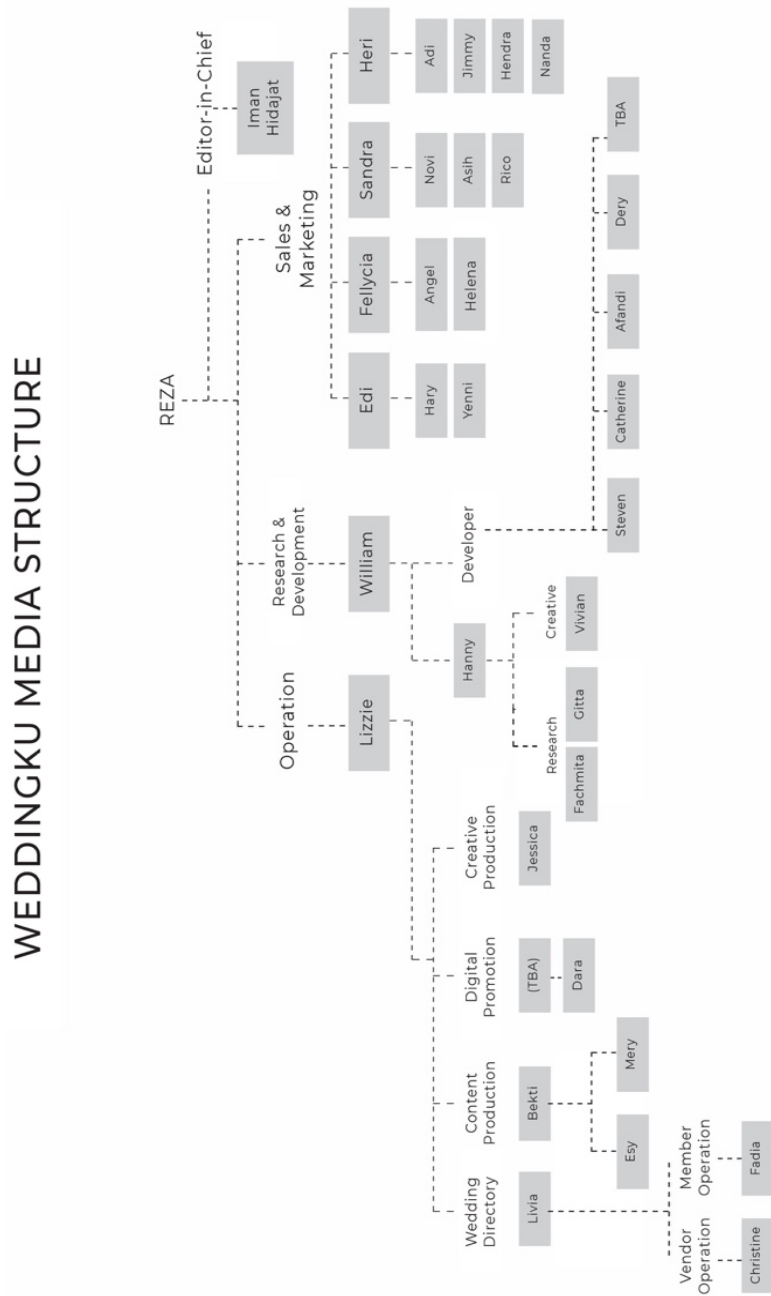 WEDDINGKU MEDIA STRUCTURE
REZA
Editor-in-Chief
Iman
Hidajat
Operation
Research &
Development
Sales &
Marketing
Lizzie
William
Edi
Fellycia
Sandra
Heri
Hary
Yenni
Angel
Helena
Novi
Asih
Rico
Adi
Jimmy
Hendra
Nanda
Wedding
Directory
Content
Production
Digital
Promotion
Creative
Production
Hanny
Developer
Livia
Bekti
(TBA)
Dara
Jessica
Research
Creative
Fachmita
Gitta
Vivian
Steven
Catherine
Afandi
Dery
TBA
Esy
Mery
Vendor
Operation
Member
Operation
Christine
Fadia